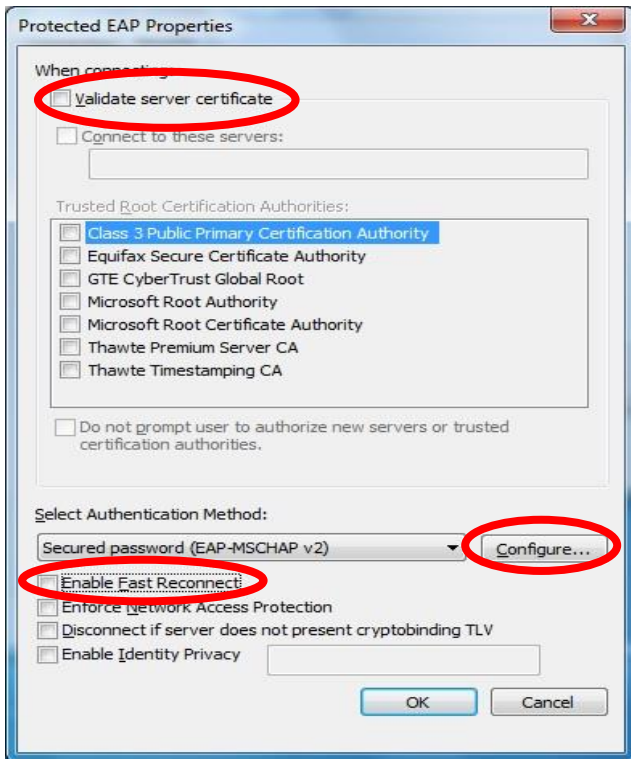 Protected EAP Properties
When connecting:
Validate server certificate
Connect to these servers:
Trusted Root Certification Authorities:
Class 3 Public Primary Certification Authority
Equifax Secure Certificate Authority
GTE CyberTrust Global Root
Microsoft Root Authority
Microsoft Root Certificate Authority
Thawte Premium Server CA
Thawte Timestamping CA
Do not prompt user to authorize new servers or trusted
certification authorities.
Select Authentication Method:
Secured password (EAP-MSCHAP v2) Configure...
Enable Fast Reconnect
Enforce Network Access Protection
Disconnect if server does not present cryptobinding TLV
Enable Identity Privacy
OK Cancel